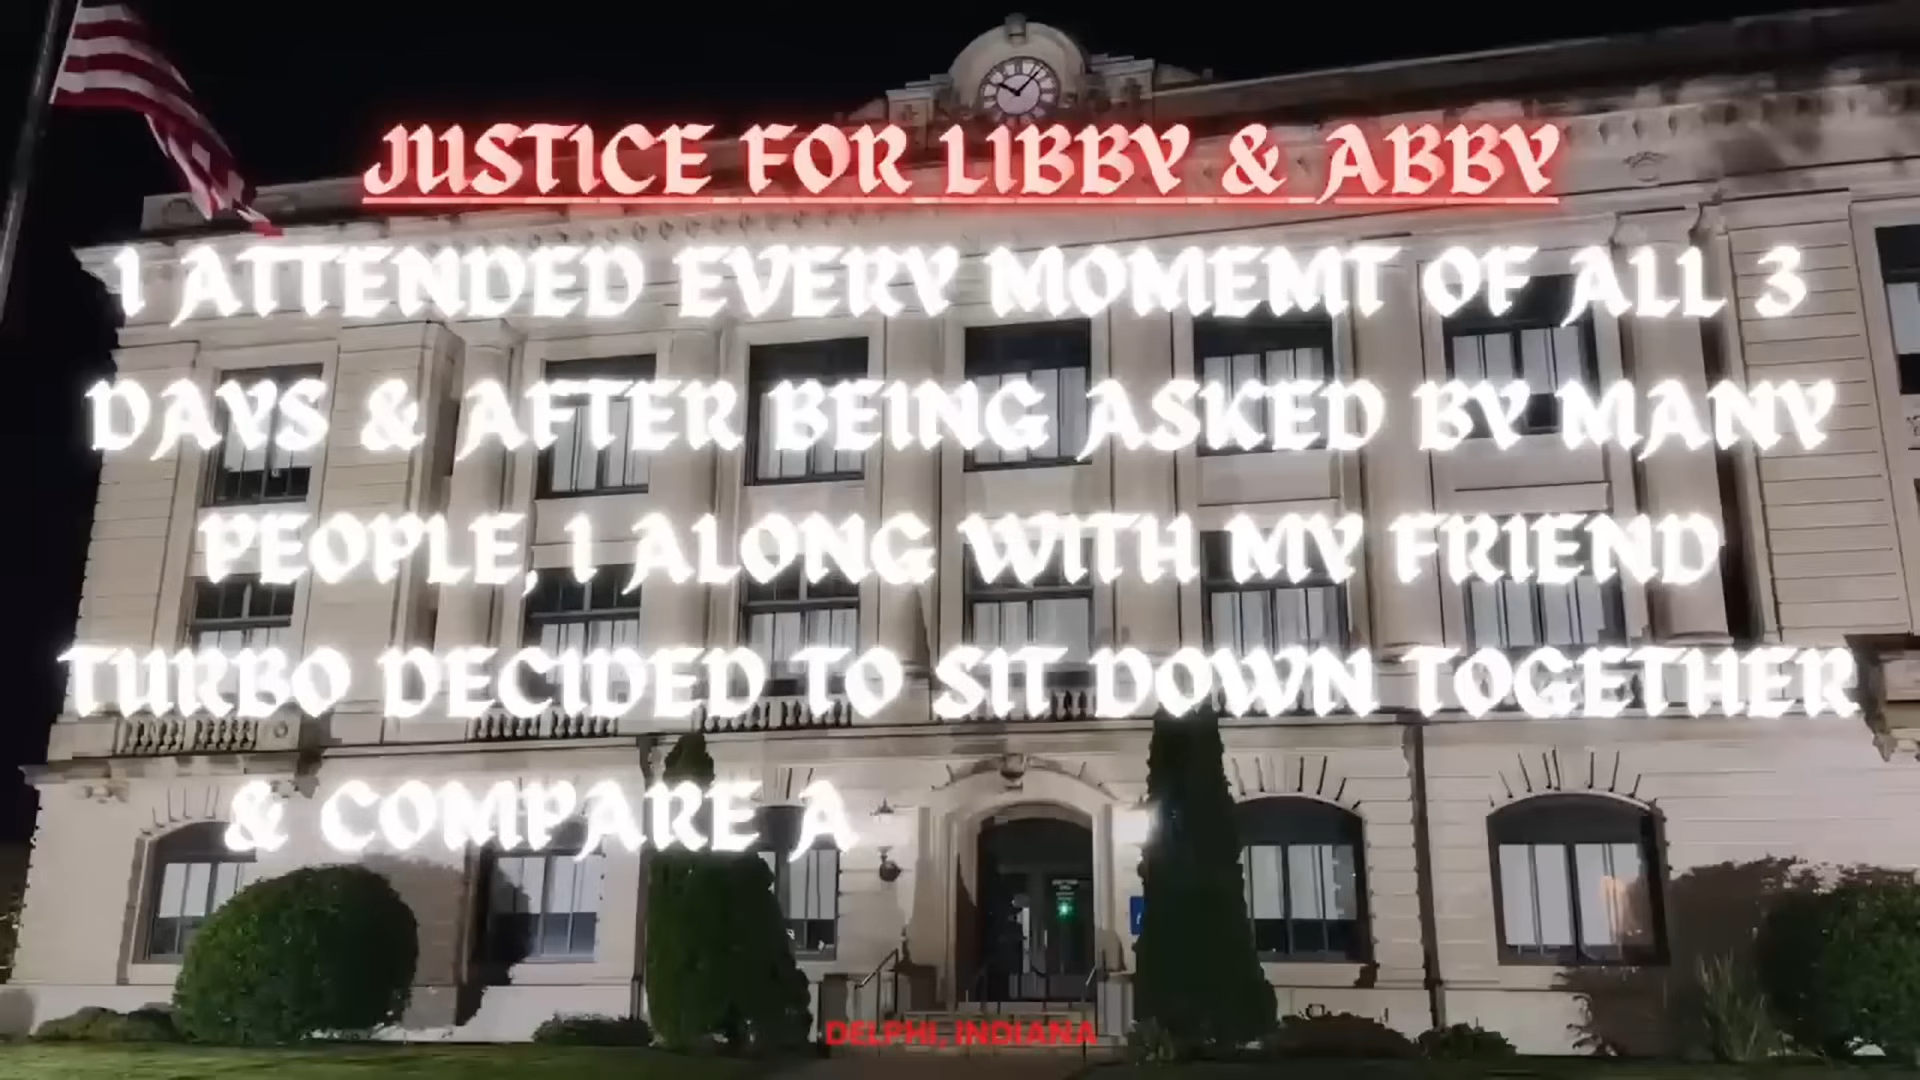 JUSTICE FOR LIBBY & ABBY
I ATTENDED EVERY MOMEMT OF ALL 3
DAYS & AFTER BEING ASKED BY MANY
PEOPLE, I ALONG WITH MY FRIEND
TURBO DECIDED TO SIT DOWN TOGETHER
& COMPARE A
DELPHI, INDIANA